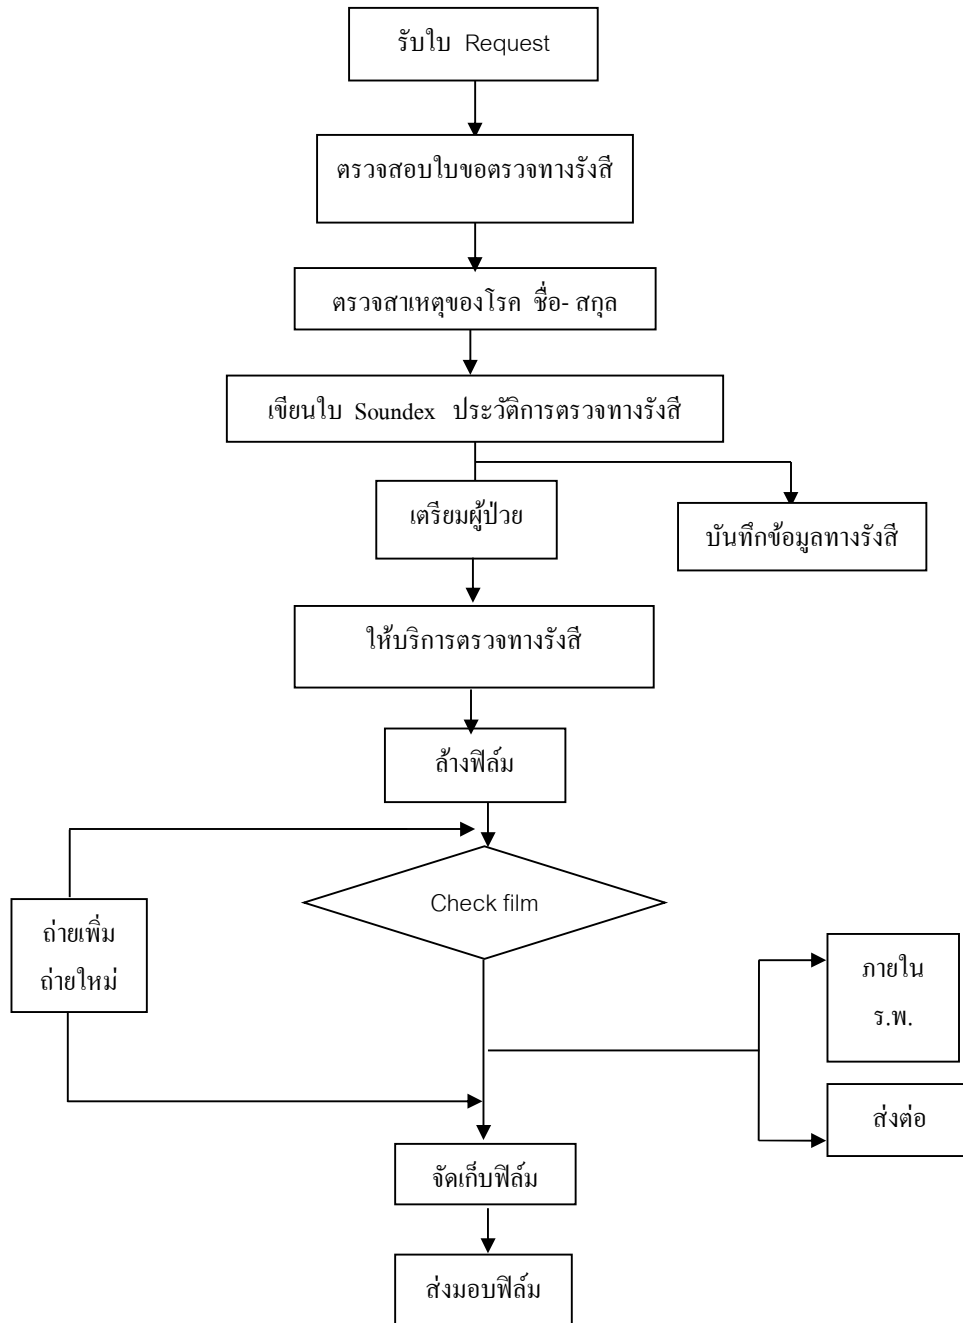 รับใบ Request
ตรวจสอบใบขอตรวจทางรังสี
ตรวจสาเหตุของโรค ชื่อ- สกุล
เขียนใบ Soundex ประวัติการตรวจทางรังสี
เตรียมผู้ป่วย
บันทึกข้อมูลทางรังสี
ให้บริการตรวจทางรังสี
ล้างฟิล์ม
Check film
ถ่ายเพิ่ม
ถ่ายใหม่
ภายใน
ร.พ.
ส่งต่อ
จัดเก็บฟิล์ม
ส่งมอบฟิล์ม